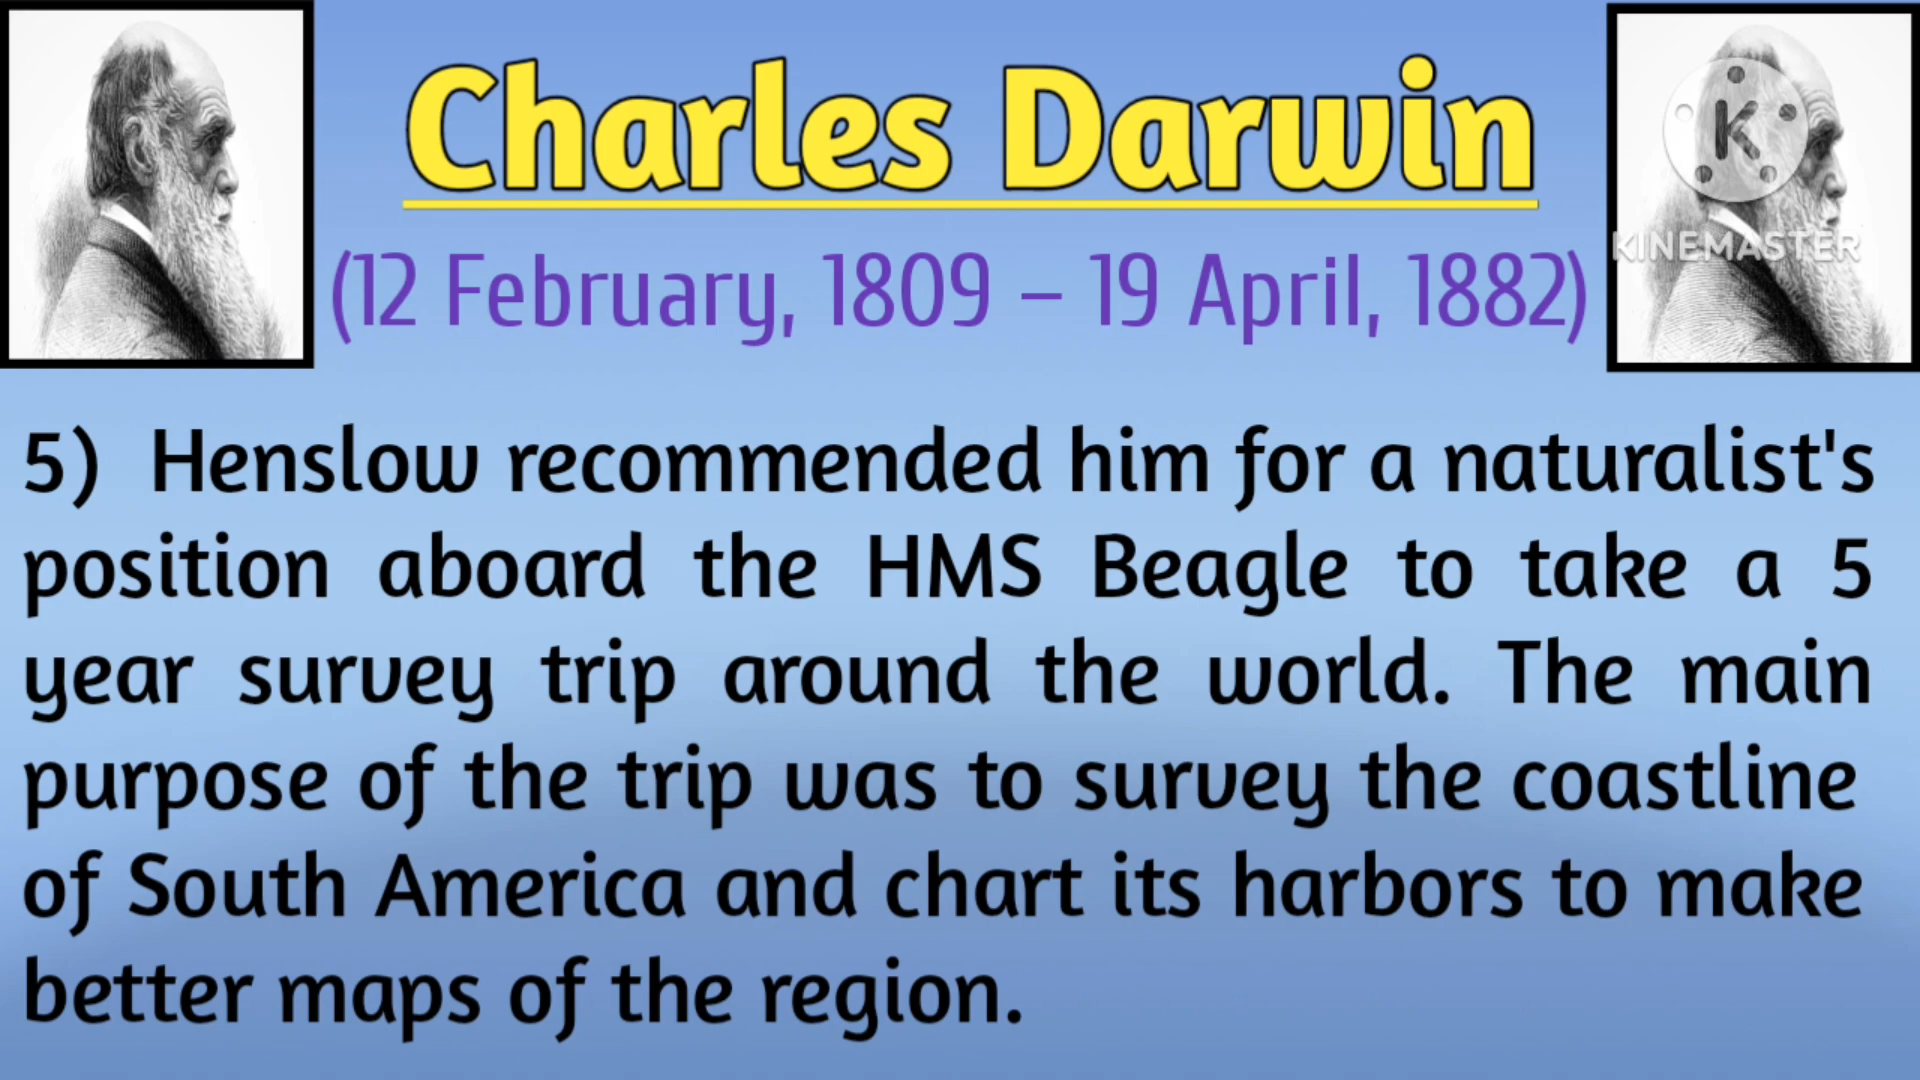 Charles Darwin
(12 February, 1809 – 19 April, 1882)
K
KINEMASTER
5) Henslow recommended him for a naturalist's
position aboard the HMS Beagle to take a 5
year survey trip around the world. The main
purpose of the trip was to survey the coastline
of South America and chart its harbors to make
better maps of the region.